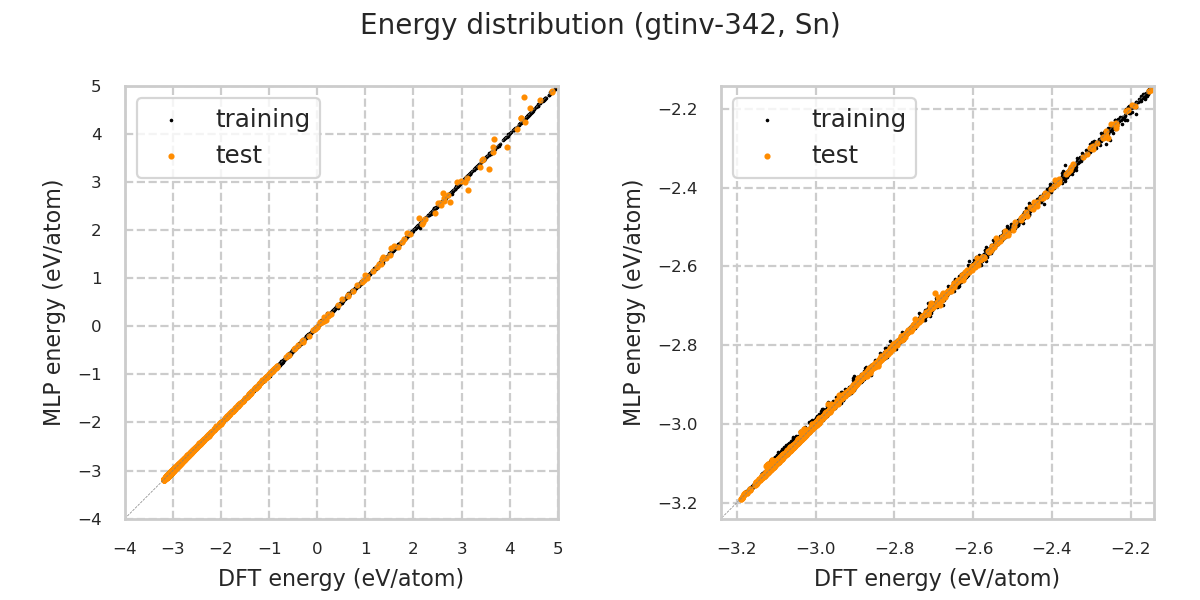 Energy distribution (gtinv-342, Sn)
training
test
5
4
3
2
1
0
−1
−2
−3
−4
MLP energy (eV/atom)
−4 −3 −2 −1 0 1 2 3 4 5
DFT energy (eV/atom)
training
test
−2.2
−2.4
−2.6
−2.8
−3.0
−3.2
MLP energy (eV/atom)
−3.2 −3.0 −2.8 −2.6 −2.4 −2.2
DFT energy (eV/atom)